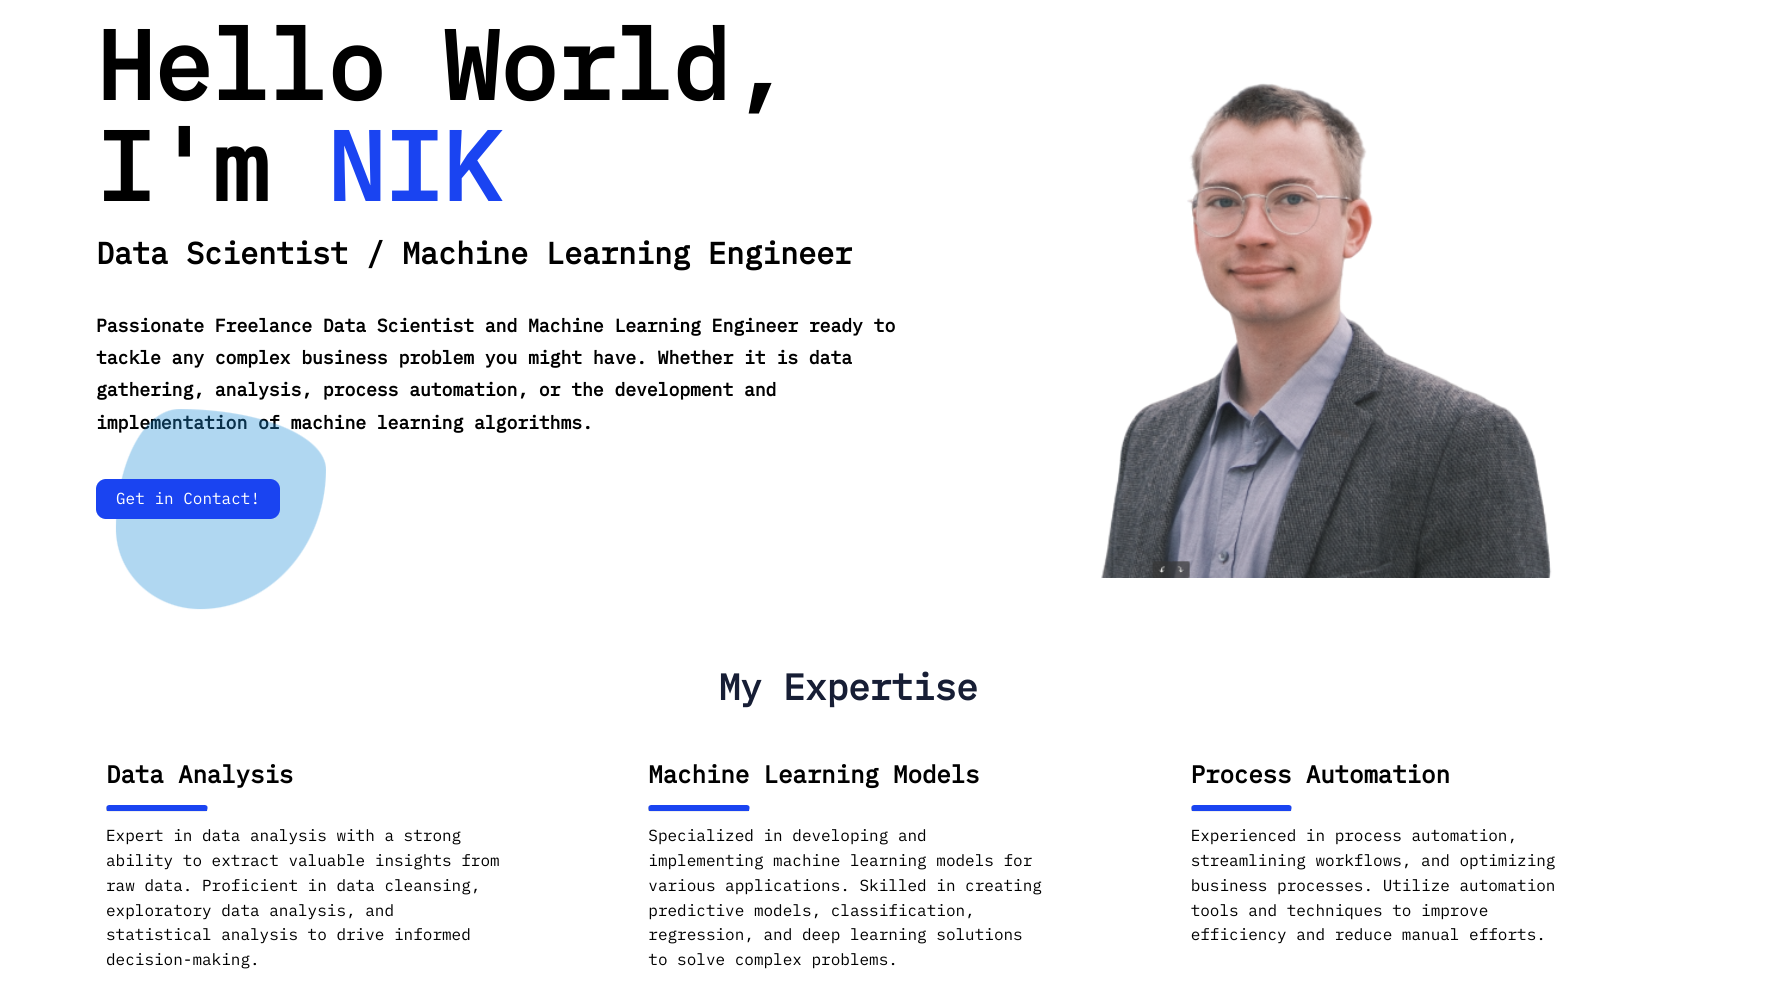 Hello World,
I'm NIK
Data Scientist / Machine Learning Engineer
Passionate Freelance Data Scientist and Machine Learning Engineer ready to
tackle any complex business problem you might have. Whether it is data
gathering, analysis, process automation, or the development and
implementation of machine learning algorithms.
Get in Contact!
My Expertise
Data Analysis
Expert in data analysis with a strong
ability to extract valuable insights from
raw data. Proficient in data cleansing,
exploratory data analysis, and
statistical analysis to drive informed
decision-making.
Machine Learning Models
Specialized in developing and
implementing machine learning models for
various applications. Skilled in creating
predictive models, classification,
regression, and deep learning solutions
to solve complex problems.
Process Automation
Experienced in process automation,
streamlining workflows, and optimizing
business processes. Utilize automation
tools and techniques to improve
efficiency and reduce manual efforts.